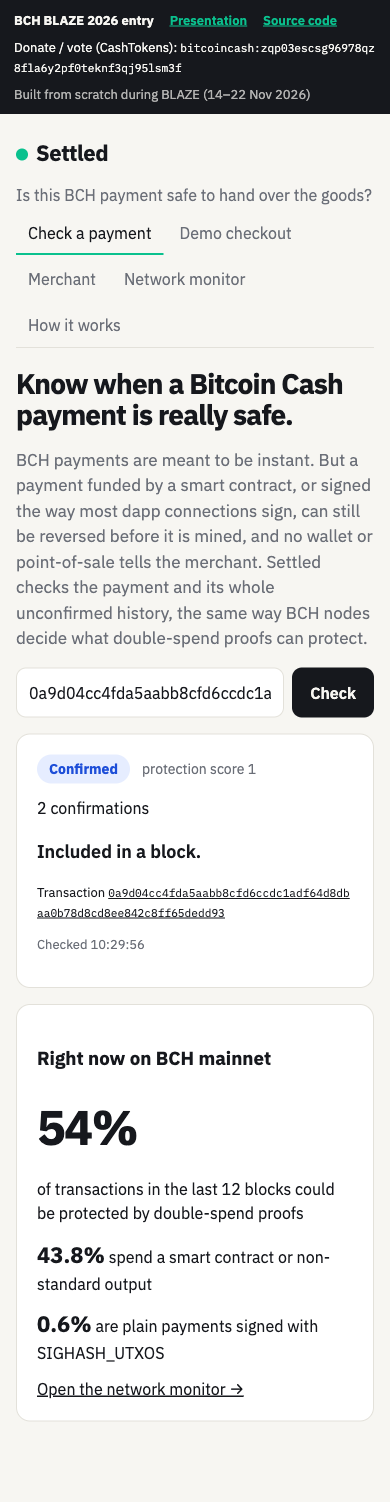 BCH BLAZE 2026 entry Presentation Source code
Donate / vote (CashTokens): bitcoincash:zqp03escsg96978qz
8fla6y2pf0teknf3qj95lsm3f
Built from scratch during BLAZE (14–22 Nov 2026)
Settled
Is this BCH payment safe to hand over the goods?
Check a payment Demo checkout
Merchant Network monitor
How it works
Know when a Bitcoin Cash
payment is really safe.
BCH payments are meant to be instant. But a
payment funded by a smart contract, or signed
the way most dapp connections sign, can still
be reversed before it is mined, and no wallet or
point-of-sale tells the merchant. Settled
checks the payment and its whole
unconfirmed history, the same way BCH nodes
decide what double-spend proofs can protect.
0a9d04cc4fda5aabb8cfd6ccdc1a Check
Confirmed protection score 1
2 confirmations
Included in a block.
Transaction 0a9d04cc4fda5aabb8cfd6ccdc1adf64d8db
aa0b78d8cd8ee842c8ff65dedd93
Checked 10:29:56
Right now on BCH mainnet
54%
of transactions in the last 12 blocks could
be protected by double-spend proofs
43.8% spend a smart contract or non-
standard output
0.6% are plain payments signed with
SIGHASH_UTXOS
Open the network monitor →